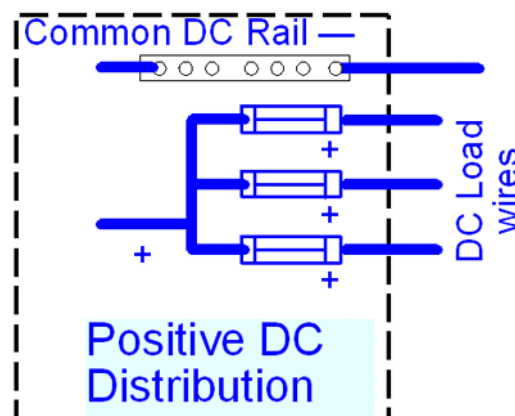 Common DC Rail —
+
+
+
+
DC Load
wires
Positive DC
Distribution